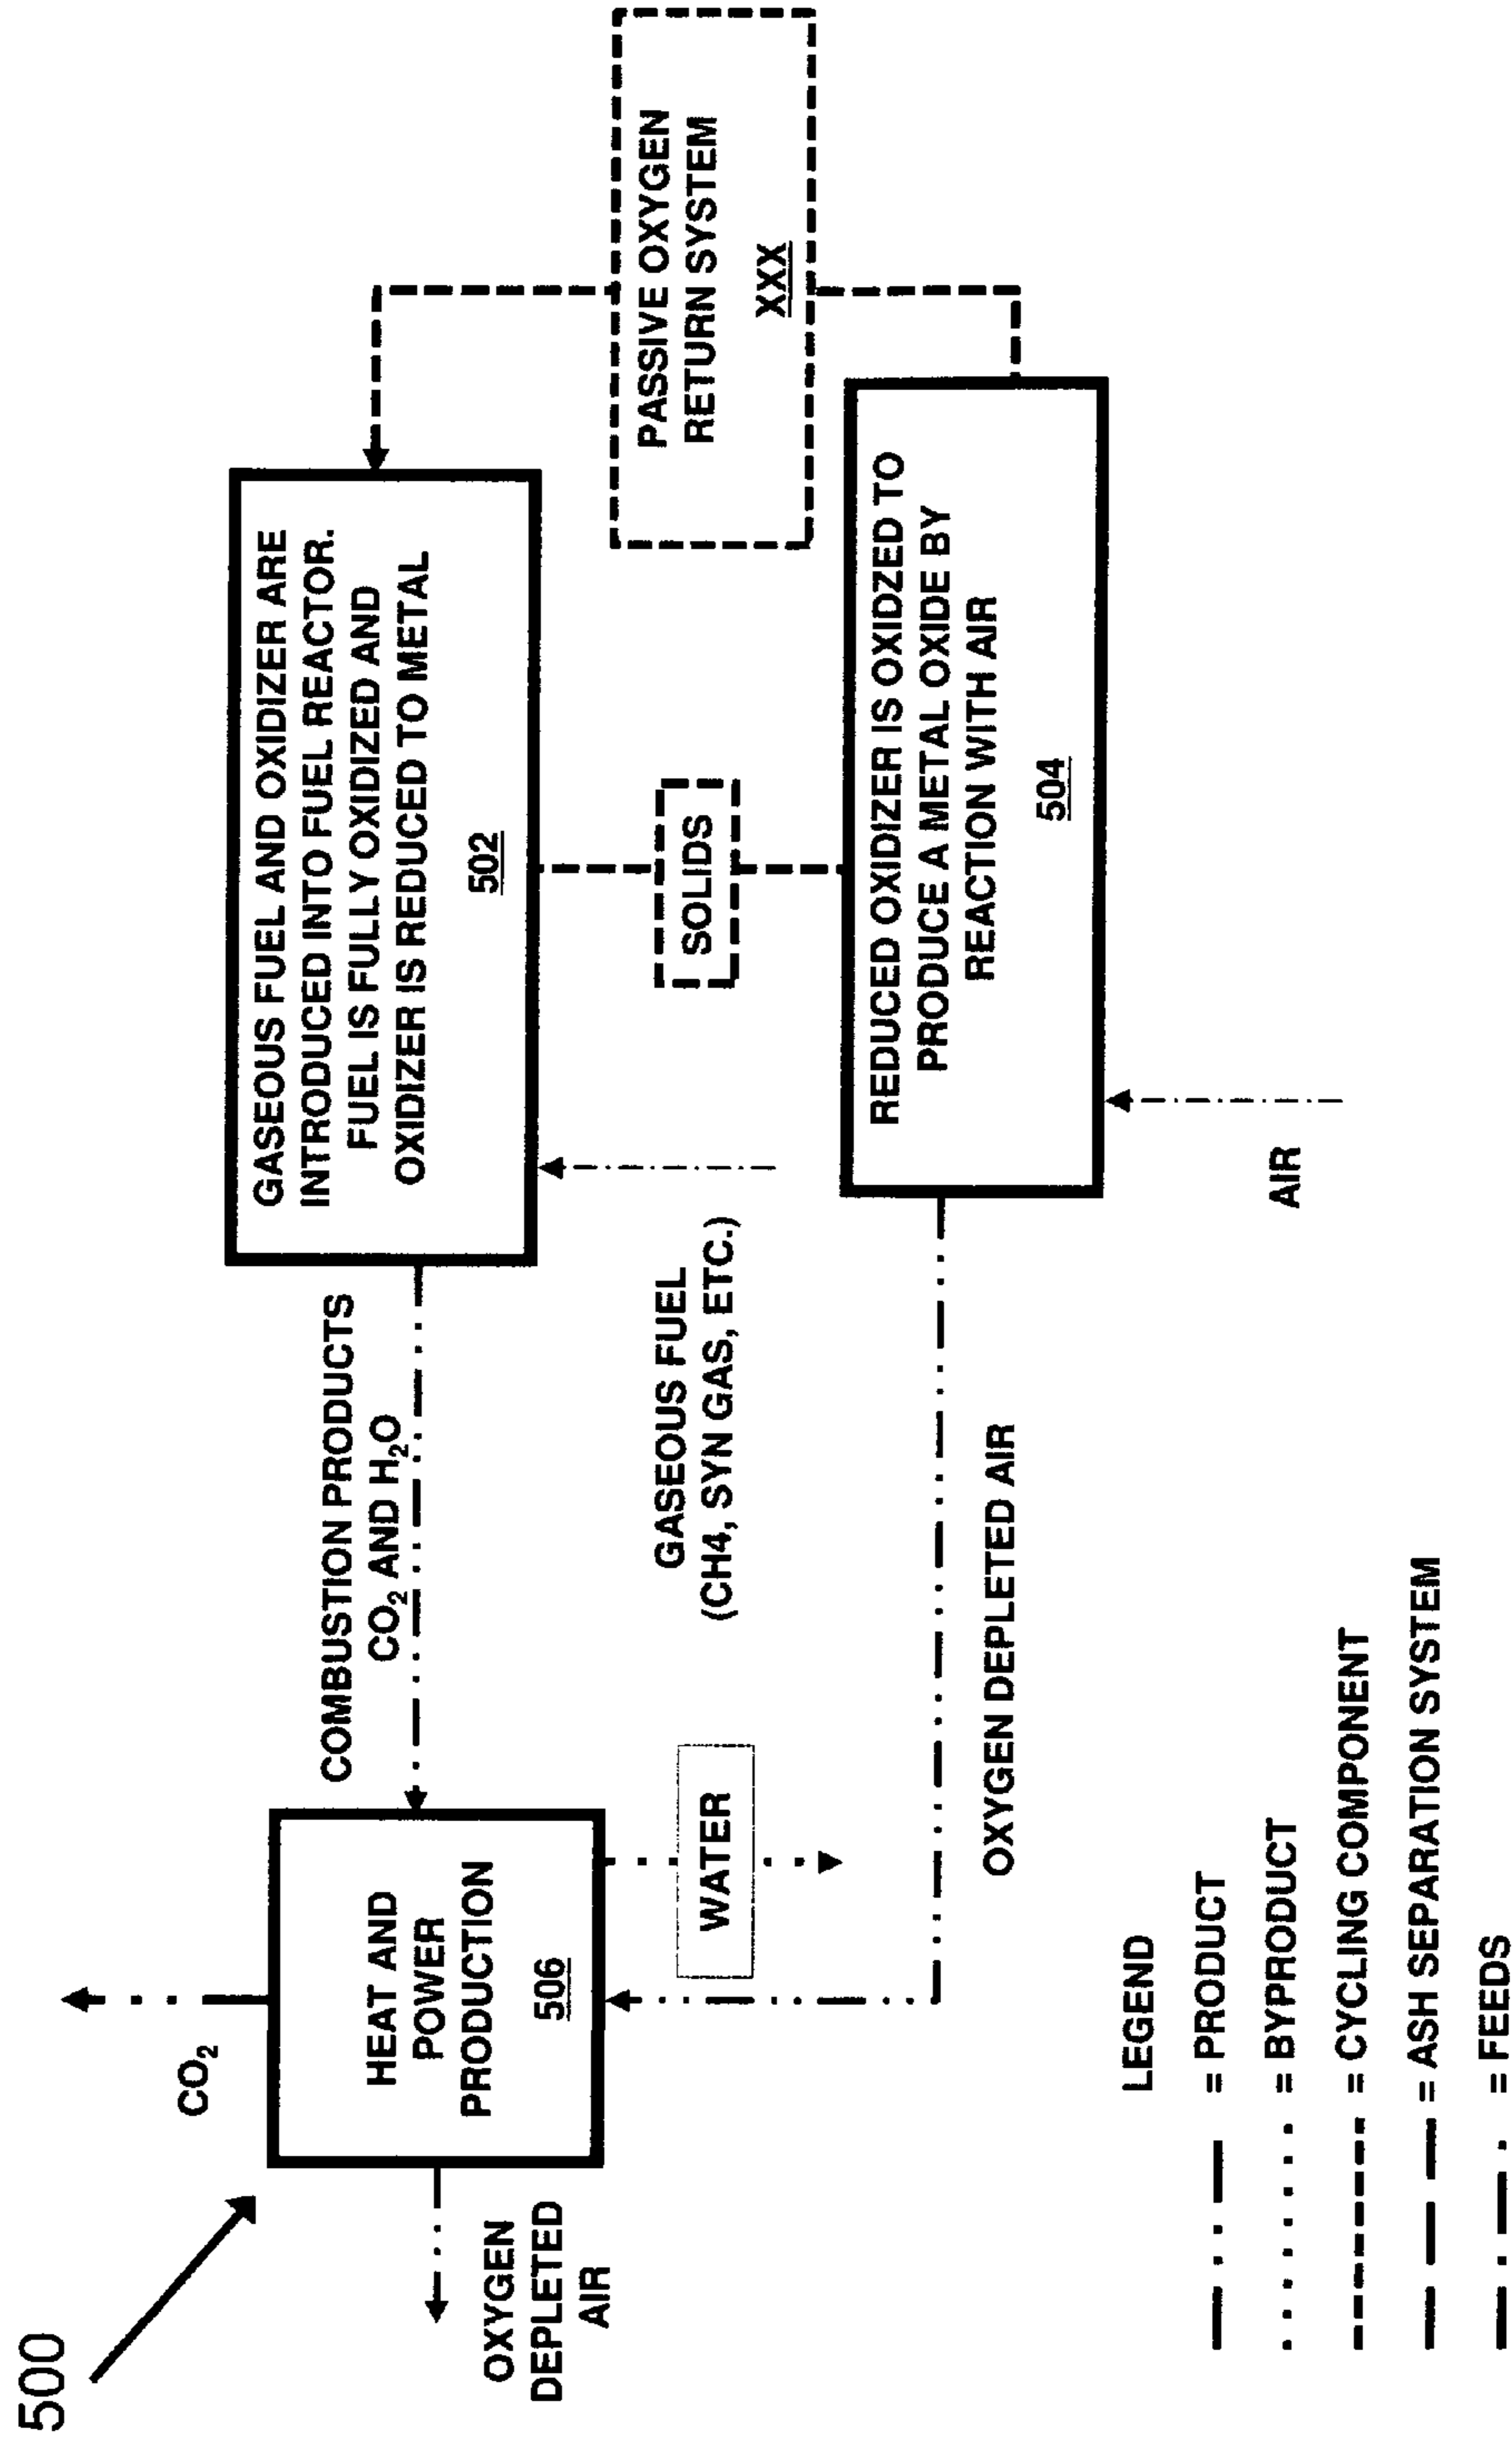 500
CO₂
HEAT AND
POWER
PRODUCTION
506
OXYGEN
DEPLETED
AIR
WATER
COMBUSTION PRODUCTS
CO₂ AND H₂O
GASEOUS FUEL AND OXIDIZER ARE
INTRODUCED INTO FUEL REACTOR.
FUEL IS FULLY OXIDIZED AND
OXIDIZER IS REDUCED TO METAL
502
GASEOUS FUEL
(CH4, SYN GAS, ETC.)
SOLIDS
PASSIVE OXYGEN
RETURN SYSTEM
XXX
REDUCED OXIDIZER IS OXIDZED TO
PRODUCE A METAL OXIDE BY
REACTION WITH AIR
504
OXYGEN DEPLETED AIR
AIR
LEGEND
= PRODUCT
= BYPRODUCT
= CYCLING COMPONENT
= ASH SEPARATION SYSTEM
= FEEDS